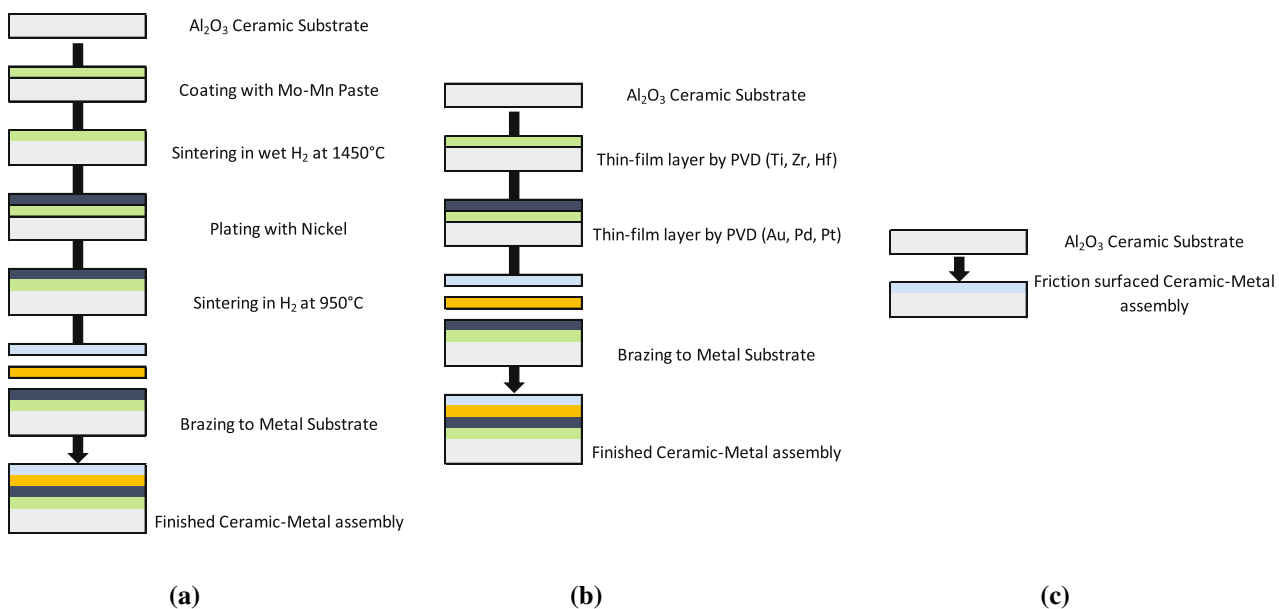 Al₂O₃ Ceramic Substrate
Coating with Mo-Mn Paste
Sintering in wet H₂ at 1450°C
Plating with Nickel
Sintering in H₂ at 950°C
Brazing to Metal Substrate
Finished Ceramic-Metal assembly
(a)
Al₂O₃ Ceramic Substrate
Thin-film layer by PVD (Ti, Zr, Hf)
Thin-film layer by PVD (Au, Pd, Pt)
Brazing to Metal Substrate
Finished Ceramic-Metal assembly
(b)
Al₂O₃ Ceramic Substrate
Friction surfaced Ceramic-Metal
assembly
(c)